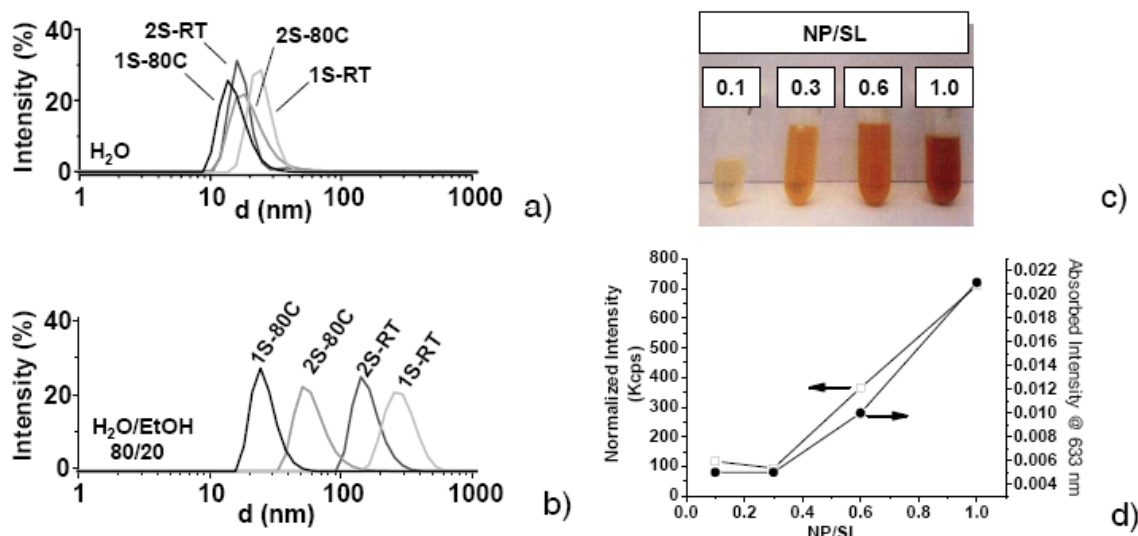 Intensity (%)
40
20
0
2S-RT
2S-80C
1S-80C
1S-RT
H2O
1 10 100 1000
d (nm)
a)
Intensity (%)
40
20
0
1S-80C
2S-80C
2S-RT
1S-RT
H2O/EtOH
80/20
1 10 100 1000
d (nm)
b)
NP/SL
0.1 0.3 0.6 1.0
c)
Normalized Intensity
(Kcps)
800
700
600
500
400
300
200
100
0
0.0 0.2 0.4 0.6 0.8 1.0
NP/SL
0.022
0.020
0.018
0.016
0.014
0.012
0.010
0.008
0.006
0.004
Absorbed Intensity @ 633 nm
d)